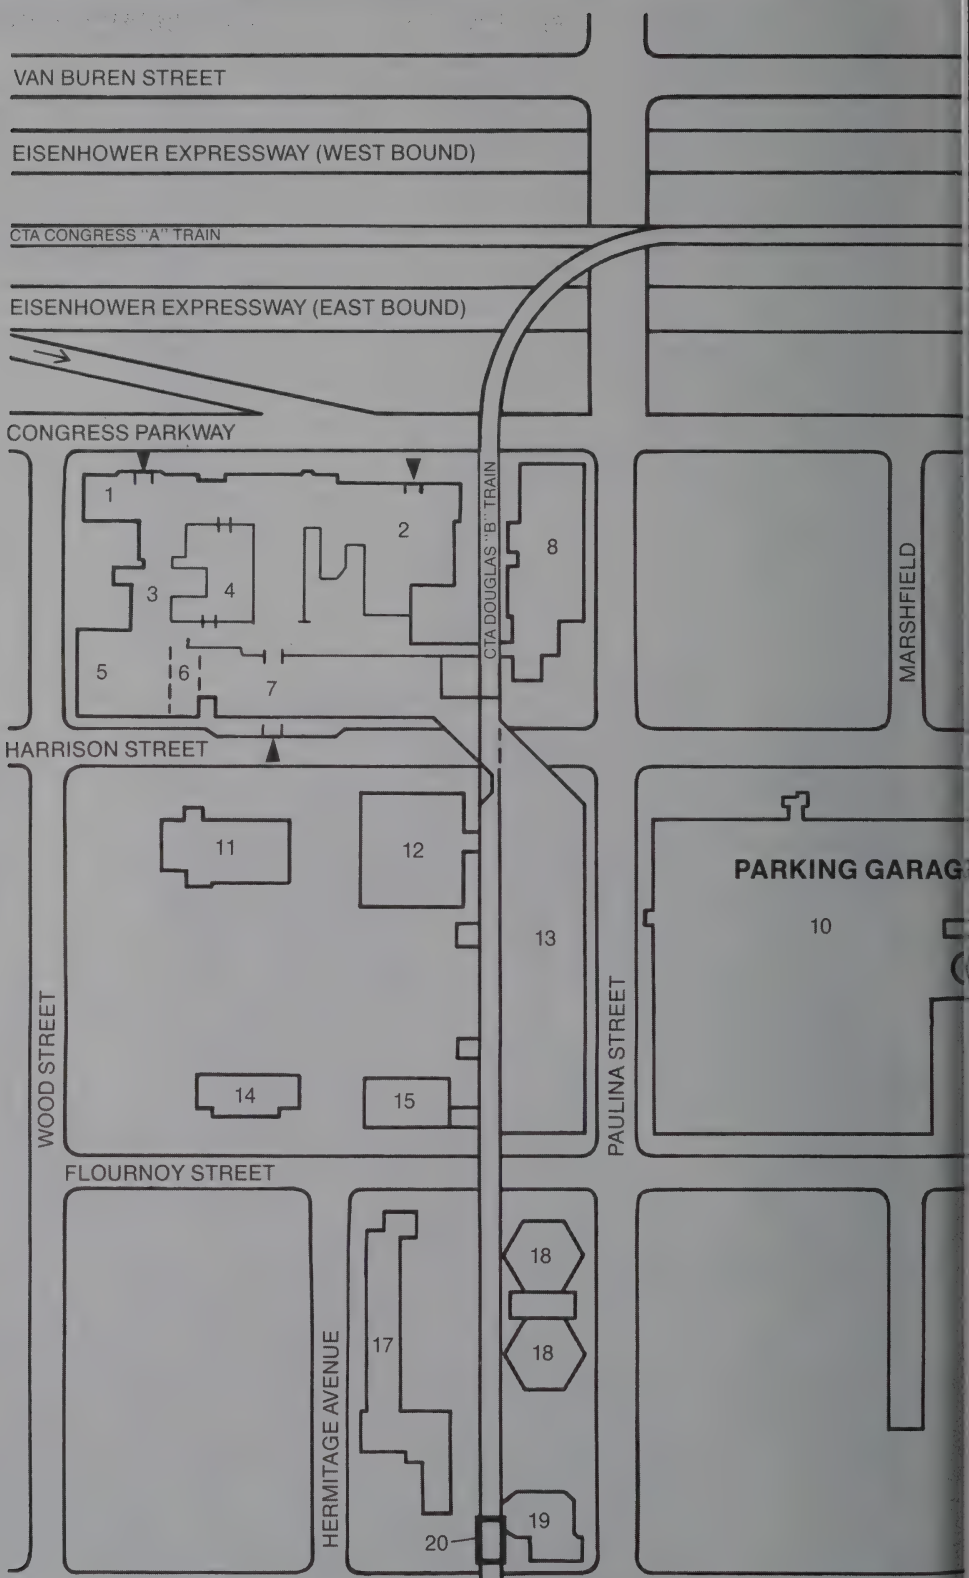 VAN BUREN STREET
EISENHOWER EXPRESSWAY (WEST BOUND)
CTA CONGRESS "A" TRAIN
EISENHOWER EXPRESSWAY (EAST BOUND)
CONGRESS PARKWAY
1
2
CTA DOUGLAS "B" TRAIN
8
3
4
MARSHFIELD
5
6
7
HARRISON STREET
11
12
PARKING GARAG
10
13
WOOD STREET
PAULINA STREET
14
15
FLOURNOY STREET
18
17
18
HERMITAGE AVENUE
19
20